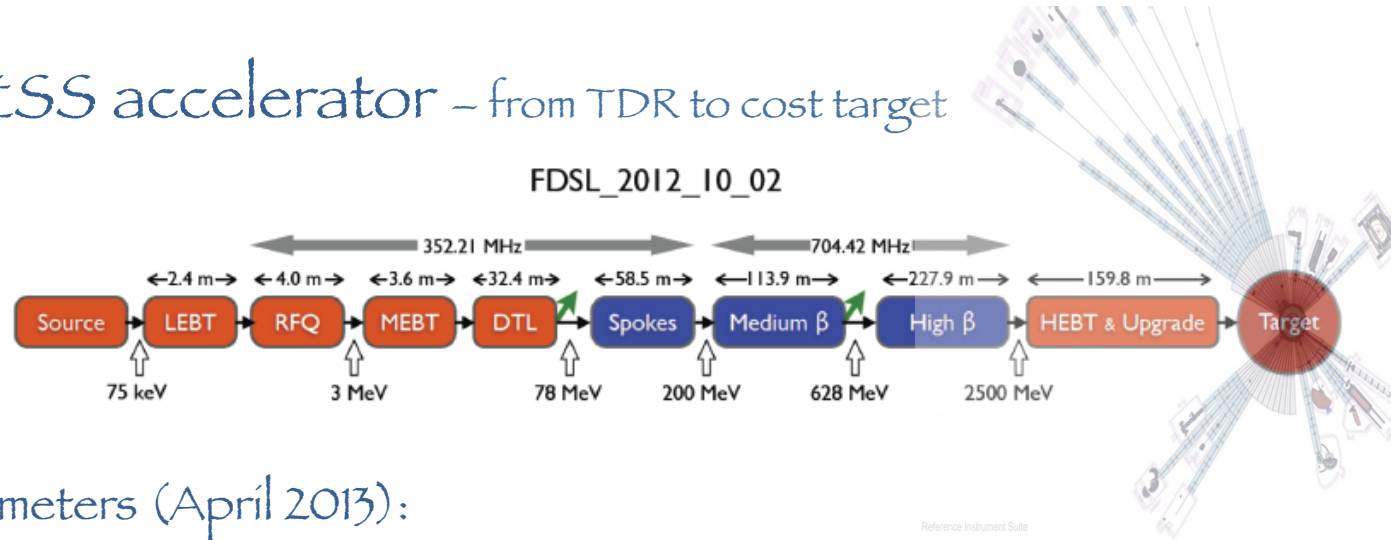 accelerator – from TDR to cost target
FDSL_2012_10_02
352.21 MHz 704.42 MHz
2.4 m 4.0 m 3.6 m 32.4 m 58.5 m 113.9 m 227.9 m 159.8 m
Source LEBT RFQ MEBT DTL Spokes Medium β High β HEBT & Upgrade Target
75 keV 3 MeV 78 MeV 200 MeV 628 MeV 2500 MeV
meters (April 2013):
Reference Instrument Suite